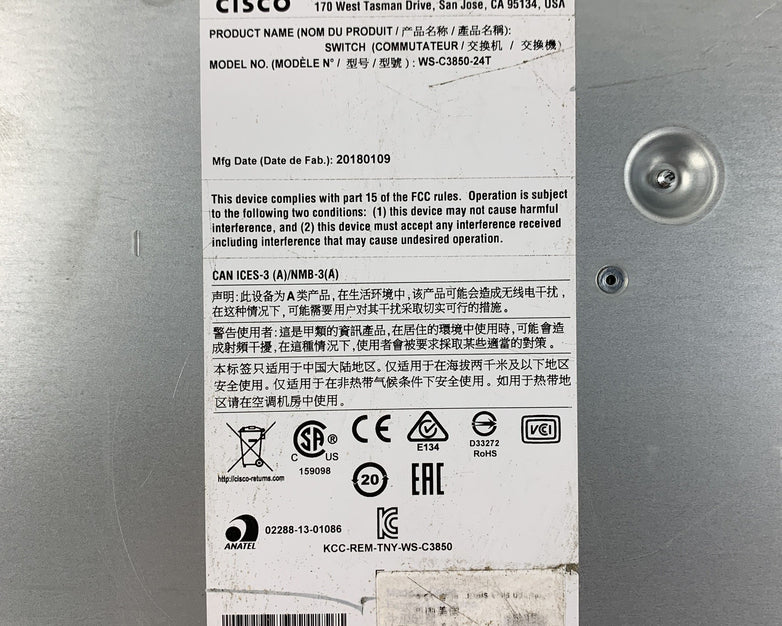 CISCO
170 West Tasman Drive, San Jose, CA 95134, USA
PRODUCT NAME (NOM DU PRODUIT / 产品名称 / 產品名稱):
SWITCH (COMMUTATEUR / 交换机 / 交換機)
MODEL NO. (MODÈLE N° / 型号 / 型號) : WS-C3850-24T
Mfg Date (Date de Fab.): 20180109
This device complies with part 15 of the FCC rules. Operation is subject
to the following two conditions: (1) this device may not cause harmful
interference, and (2) this device must accept any interference received
including interference that may cause undesired operation.
CAN ICES-3 (A)/NMB-3(A)
声明:此设备为A类产品,在生活环境中,该产品可能会造成无线电干扰,
在这种情况下,可能需要用户对其干扰采取切实可行的措施。
警告使用者:這是甲類的資訊產品,在居住的環境中使用時,可能會造
成射頻干擾,在這種情況下,使用者會被要求採取某些適當的對策。
本标签只适用于中国大陆地区。仅适用于在海拔两千米及以下地区
安全使用。仅适用于在非热带气候条件下安全使用。如用于热带地
区请在空调机房中使用。
http://cisco-returns.com
CSA®
C US
159098
CE
E134
D33272
RoHS
VCCI
20
EAC
ANATEL
02288-13-01086
KCC-REM-TNY-WS-C3850